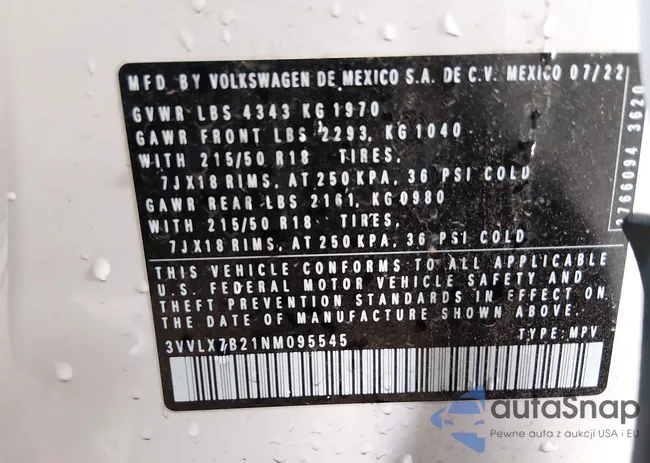 MFD BY VOLKSWAGEN DE MEXICO S.A. DE C.V. MEXICO 07/22
GVWR LBS 4343 KG 1970
GAWR FRONT LBS 2293, KG 1040
WITH 215/50 R18 TIRES,
7JX18 RIMS, AT 250 KPA, 36 PSI COLD
GAWR REAR LBS 2161, KG 0980
WITH 215/50 R18 TIRES,
7JX18 RIMS, AT 250 KPA, 36 PSI COLD
THIS VEHICLE CONFORMS TO ALL APPLICABLE
U.S. FEDERAL MOTOR VEHICLE SAFETY AND
THEFT PREVENTION STANDARDS IN EFFECT ON
THE DATE OF MANUFACTURE SHOWN ABOVE.
3VVLX7B21NM095545 TYPE: MPV
766094 3620
autaSnap
Pewne auta z aukcji USA i EU